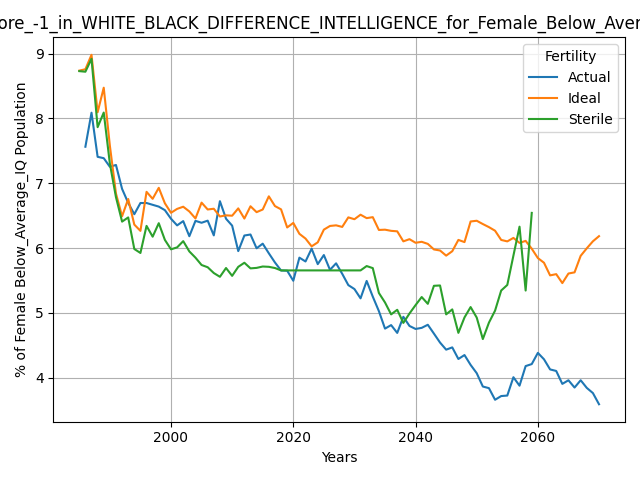 ore_-1_in_WHITE_BLACK_DIFFERENCE_INTELLIGENCE_for_Female_Below_Aver
Fertility
Actual
Ideal
Sterile
% of Female Below_Average_IQ Population
9
8
7
6
5
4
2000 2020 2040 2060
Years